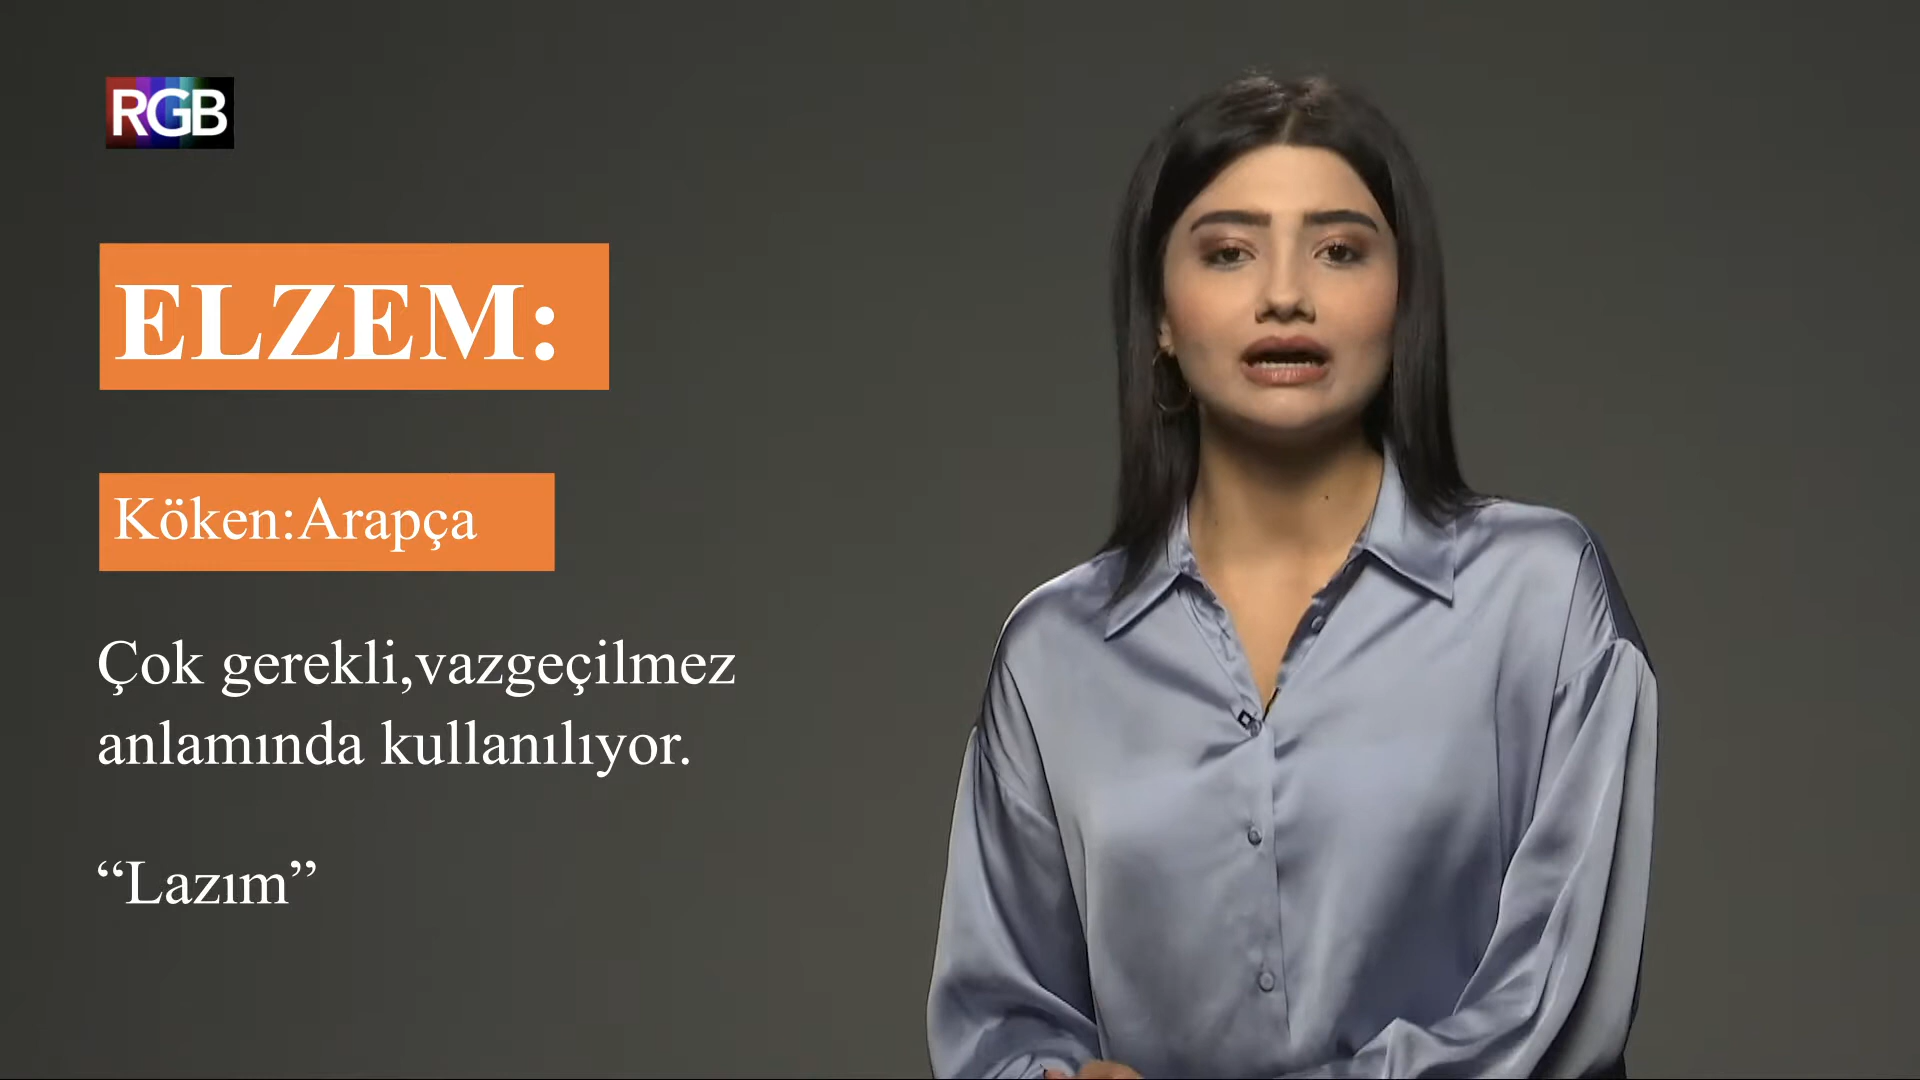 RGB
ELZEM:
Köken:Arapça
Çok gerekli,vazgeçilmez
anlamında kullanılıyor.
“Lazım”